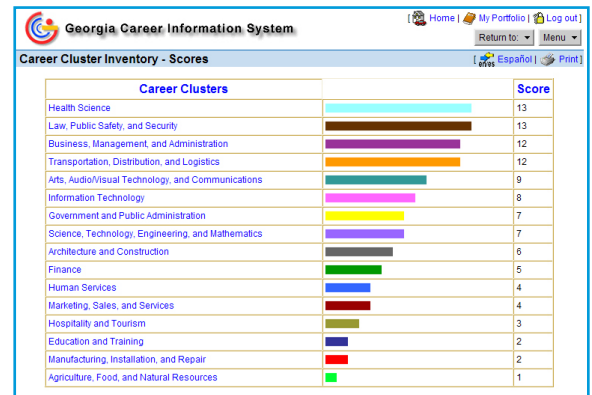 Georgia Career Information System
[ Home | My Portfolio | Log out ]
Return to: Menu
Career Cluster Inventory - Scores
[ Español | Print ]
Career Clusters Score
Health Science 13
Law, Public Safety, and Security 13
Business, Management, and Administration 12
Transportation, Distribution, and Logistics 12
Arts, Audio/Visual Technology, and Communications 9
Information Technology 8
Government and Public Administration 7
Science, Technology, Engineering, and Mathematics 7
Architecture and Construction 6
Finance 5
Human Services 4
Marketing, Sales, and Services 4
Hospitality and Tourism 3
Education and Training 2
Manufacturing, Installation, and Repair 2
Agriculture, Food, and Natural Resources 1